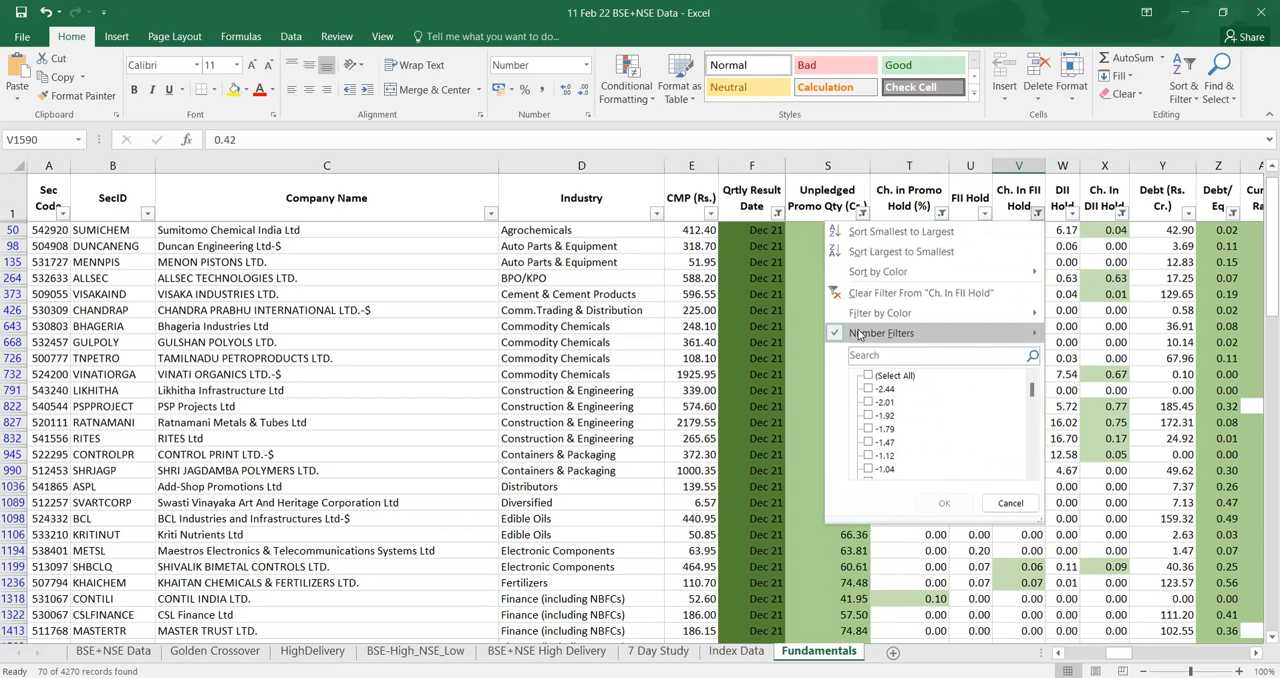 11 Feb 22 BSE+NSE Data - Excel
File Home Insert Page Layout Formulas Data Review View Tell me what you want to do... Share
Paste Cut Copy Format Painter Clipboard
Calibri 11 B I U Font
Wrap Text Merge & Center Alignment
Number % Number
Conditional Formatting Format as Table
Normal Bad Good
Neutral Calculation Check Cell
Styles
Insert Delete Format Cells
AutoSum Fill Clear Sort & Filter Find & Select Editing
V1590 fx 0.42
A B C D E F S T U V W X Y Z
1 Sec Code SecID Company Name Industry CMP (Rs.) Qrtly Result Date Unpledged Promo Qty (Cr.) Ch. in Promo Hold (%) FII Hold Ch. In FII Hold DII Hold Ch. In DII Hold Debt (Rs. Cr.) Debt/ Eq
50 542920 SUMICHEM Sumitomo Chemical India Ltd Agrochemicals 412.40 Dec 21 6.17 0.04 42.90 0.02
98 504908 DUNCANENG Duncan Engineering Ltd-$ Auto Parts & Equipment 318.70 Dec 21 0.06 0.00 3.69 0.11
135 531727 MENNPIS MENON PISTONS LTD. Auto Parts & Equipment 51.95 Dec 21 0.00 0.00 12.83 0.15
264 532633 ALLSEC ALLSEC TECHNOLOGIES LTD. BPO/KPO 588.20 Dec 21 0.63 0.63 17.25 0.07
373 509055 VISAKAIND VISAKA INDUSTRIES LTD. Cement & Cement Products 596.55 Dec 21 0.04 0.01 129.65 0.19
426 530309 CHANDRAP CHANDRA PRABHU INTERNATIONAL LTD.-$ Comm.Trading & Distribution 225.00 Dec 21 0.00 0.00 0.58 0.02
643 530803 BHAGERIA Bhageria Industries Ltd Commodity Chemicals 248.10 Dec 21 0.00 0.00 36.91 0.08
668 532457 GULPOLY GULSHAN POLYOLS LTD. Commodity Chemicals 361.40 Dec 21 0.00 0.00 10.14 0.02
726 500777 TNPETRO TAMILNADU PETROPRODUCTS LTD. Commodity Chemicals 108.10 Dec 21 0.03 0.00 67.96 0.11
732 524200 VINATIORGA VINATI ORGANICS LTD.-$ Commodity Chemicals 1925.95 Dec 21 7.54 0.67 0.10 0.00
791 543240 LIKHITHA Likhitha Infrastructure Ltd Construction & Engineering 339.00 Dec 21 0.00 0.00 0.00 0.00
822 540544 PSPPROJECT PSP Projects Ltd Construction & Engineering 574.60 Dec 21 5.72 0.77 185.45 0.32
827 520111 RATNAMANI Ratnamani Metals & Tubes Ltd Construction & Engineering 2179.55 Dec 21 16.02 0.75 172.31 0.08
832 541556 RITES RITES Ltd Construction & Engineering 265.65 Dec 21 16.70 0.17 24.92 0.01
945 522295 CONTROLPR CONTROL PRINT LTD.-$ Containers & Packaging 372.30 Dec 21 12.58 0.05 0.00 0.00
990 512453 SHRJAGP SHRI JAGDAMBA POLYMERS LTD. Containers & Packaging 1000.35 Dec 21 4.67 0.00 49.62 0.30
1036 541865 ASPL Add-Shop Promotions Ltd Distributors 139.55 Dec 21 0.00 0.00 7.37 0.26
1089 512257 SVARTCORP Swasti Vinayaka Art And Heritage Corporation Ltd Diversified 6.57 Dec 21 0.00 0.00 7.13 0.47
1098 524332 BCL BCL Industries and Infrastructures Ltd-$ Edible Oils 440.95 Dec 21 0.00 0.00 159.32 0.49
1106 533210 KRITINUT Kriti Nutrients Ltd Edible Oils 50.85 Dec 21 66.36 0.00 0.00 0.00 0.00 0.00 2.63 0.03
1194 538401 METSL Maestros Electronics & Telecommunications Systems Ltd Electronic Components 63.95 Dec 21 63.81 0.00 0.20 0.00 0.00 0.00 1.47 0.07
1199 513097 SHBCLQ SHIVALIK BIMETAL CONTROLS LTD. Electronic Components 464.95 Dec 21 60.61 0.00 0.07 0.06 0.11 0.09 40.36 0.25
1236 507794 KHAICHEM KHAITAN CHEMICALS & FERTILIZERS LTD. Fertilizers 110.70 Dec 21 74.48 0.00 0.07 0.07 0.01 0.00 123.57 0.56
1318 531067 CONTILI CONTIL INDIA LTD. Finance (including NBFCs) 52.60 Dec 21 41.95 0.10 0.00 0.00 0.00 0.00 0.00 0.00
1322 538868 CSLFINANCE CSL Finance Ltd Finance (including NBFCs) 186.00 Dec 21 57.50 0.00 0.00 0.00 0.00 0.00 111.20 0.41
1413 511768 MASTERTR MASTER TRUST LTD. Finance (including NBFCs) 186.15 Dec 21 74.84 0.00 0.00 0.00 0.00 0.00 102.55 0.36
Sort Smallest to Largest
Sort Largest to Smallest
Sort by Color
Clear Filter From "Ch. In FII Hold"
Filter by Color
Number Filters
Search
(Select All)
-2.44
-2.01
-1.92
-1.79
-1.47
-1.12
-1.04
OK Cancel
BSE+NSE Data Golden Crossover HighDelivery BSE-High_NSE_Low BSE+NSE High Delivery 7 Day Study Index Data Fundamentals
Ready 70 of 4270 records found 100%